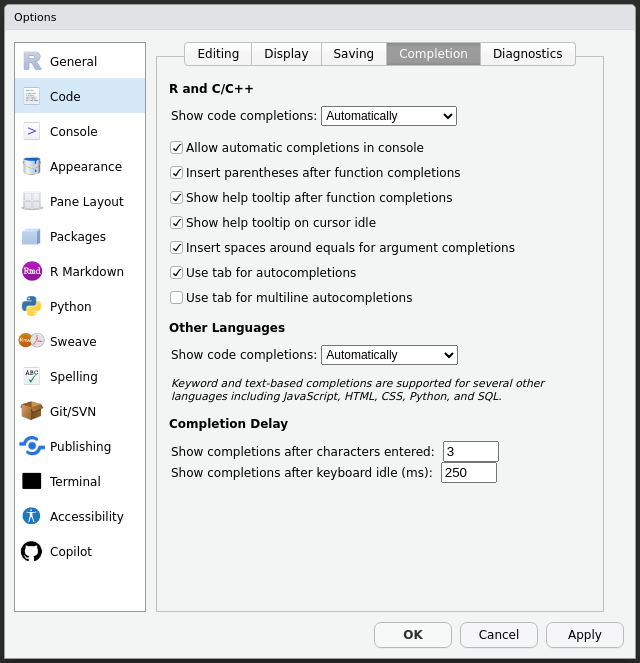 Options
General
Code
Console
Appearance
Pane Layout
Packages
Rmd
R Markdown
Python
Sweave
ABC
Spelling
Git/SVN
Publishing
Terminal
Accessibility
Copilot
Editing
Display
Saving
Completion
Diagnostics
R and C/C++
Show code completions: Automatically
Allow automatic completions in console
Insert parentheses after function completions
Show help tooltip after function completions
Show help tooltip on cursor idle
Insert spaces around equals for argument completions
Use tab for autocompletions
Use tab for multiline autocompletions
Other Languages
Show code completions: Automatically
Keyword and text-based completions are supported for several other
languages including JavaScript, HTML, CSS, Python, and SQL.
Completion Delay
Show completions after characters entered: 3
Show completions after keyboard idle (ms): 250
OK
Cancel
Apply